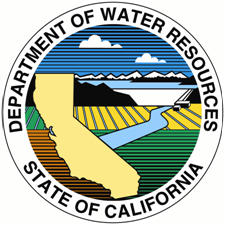 DEPARTMENT OF WATER RESOURCES
STATE OF CALIFORNIA